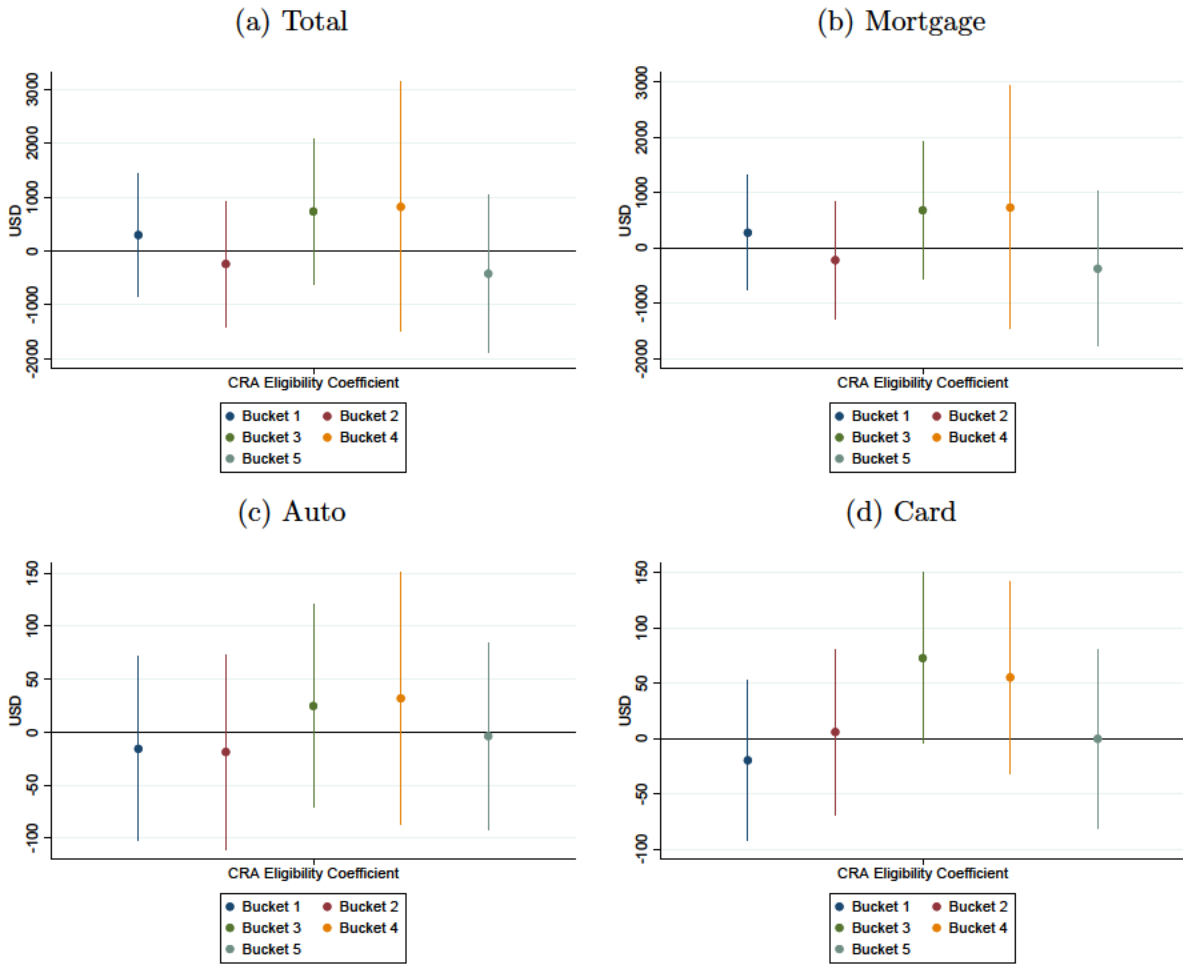 (a) Total
3000
2000
1000
0
-1000
-2000
USD
CRA Eligibility Coefficient
Bucket 1 Bucket 2
Bucket 3 Bucket 4
Bucket 5
(b) Mortgage
3000
2000
1000
0
-1000
-2000
USD
CRA Eligibility Coefficient
Bucket 1 Bucket 2
Bucket 3 Bucket 4
Bucket 5
(c) Auto
150
100
50
0
-50
-100
USD
CRA Eligibility Coefficient
Bucket 1 Bucket 2
Bucket 3 Bucket 4
Bucket 5
(d) Card
150
100
50
0
-50
-100
USD
CRA Eligibility Coefficient
Bucket 1 Bucket 2
Bucket 3 Bucket 4
Bucket 5